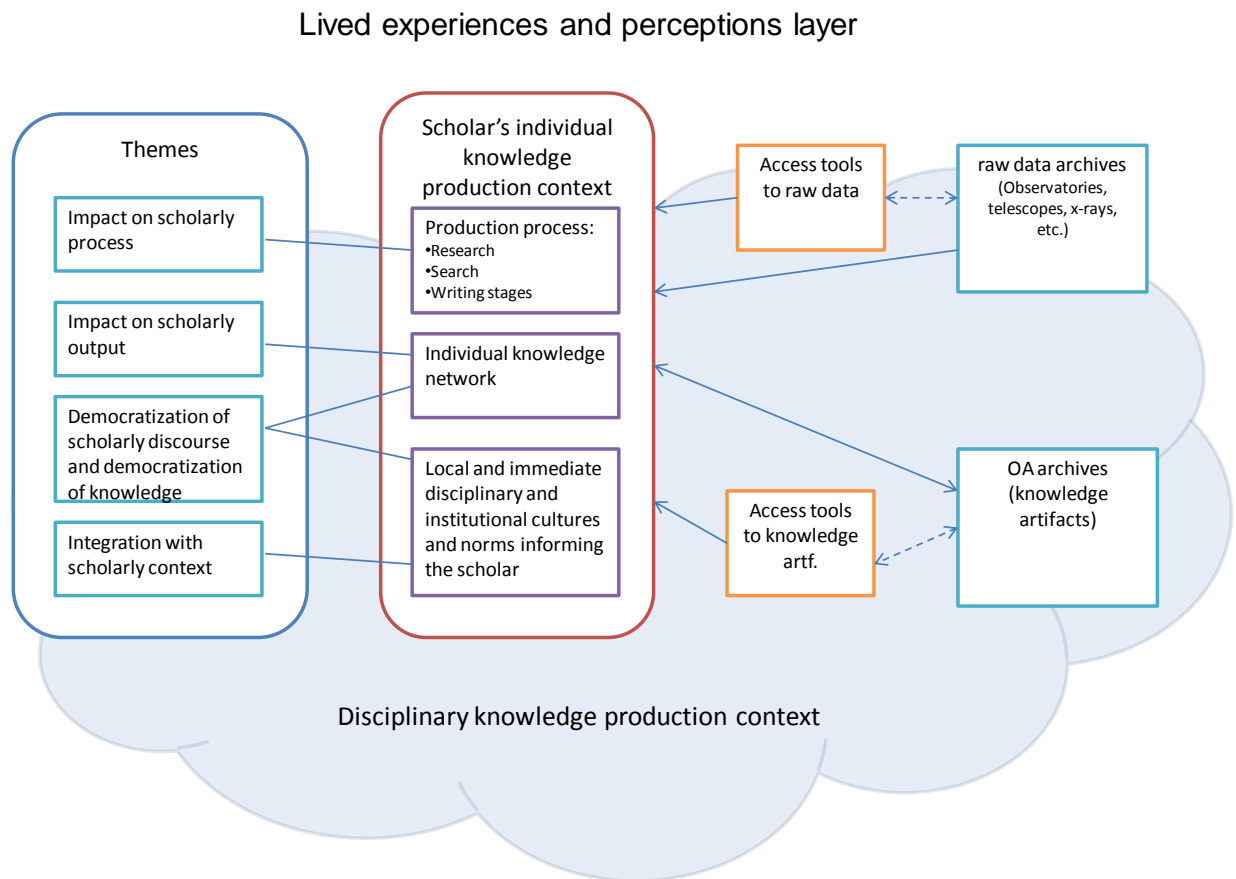 Lived experiences and perceptions layer
Themes
Impact on scholarly
process
Impact on scholarly
output
Democratization of
scholarly discourse
and democratization
of knowledge
Integration with
scholarly context
Scholar’s individual
knowledge
production context
Production process:
•Research
•Search
•Writing stages
Individual knowledge
network
Local and immediate
disciplinary and
institutional cultures
and norms informing
the scholar
Access tools
to raw data
raw data archives
(Observatories,
telescopes, x-rays,
etc.)
Access tools
to knowledge
artf.
OA archives
(knowledge
artifacts)
Disciplinary knowledge production context